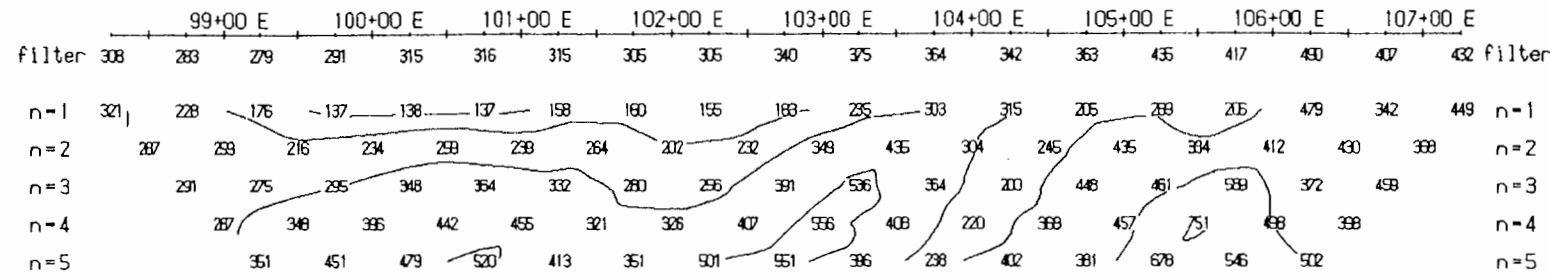 99+00 E 100+00 E 101+00 E 102+00 E 103+00 E 104+00 E 105+00 E 106+00 E 107+00 E
filter 308 283 279 291 315 316 315 305 305 340 375 364 342 363 435 417 490 407 432 filter
n=1 321 228 176 137 138 137 158 160 155 183 235 303 315 205 299 205 479 342 449 n=1
n=2 287 299 216 234 259 239 264 202 232 349 435 304 245 435 394 412 430 398 n=2
n=3 291 275 295 348 364 332 280 256 391 536 364 200 448 461 589 372 459 n=3
n=4 287 348 396 442 455 321 326 407 556 408 220 368 457 751 498 398 n=4
n=5 351 451 479 520 413 351 501 551 396 238 402 381 678 546 502 n=5